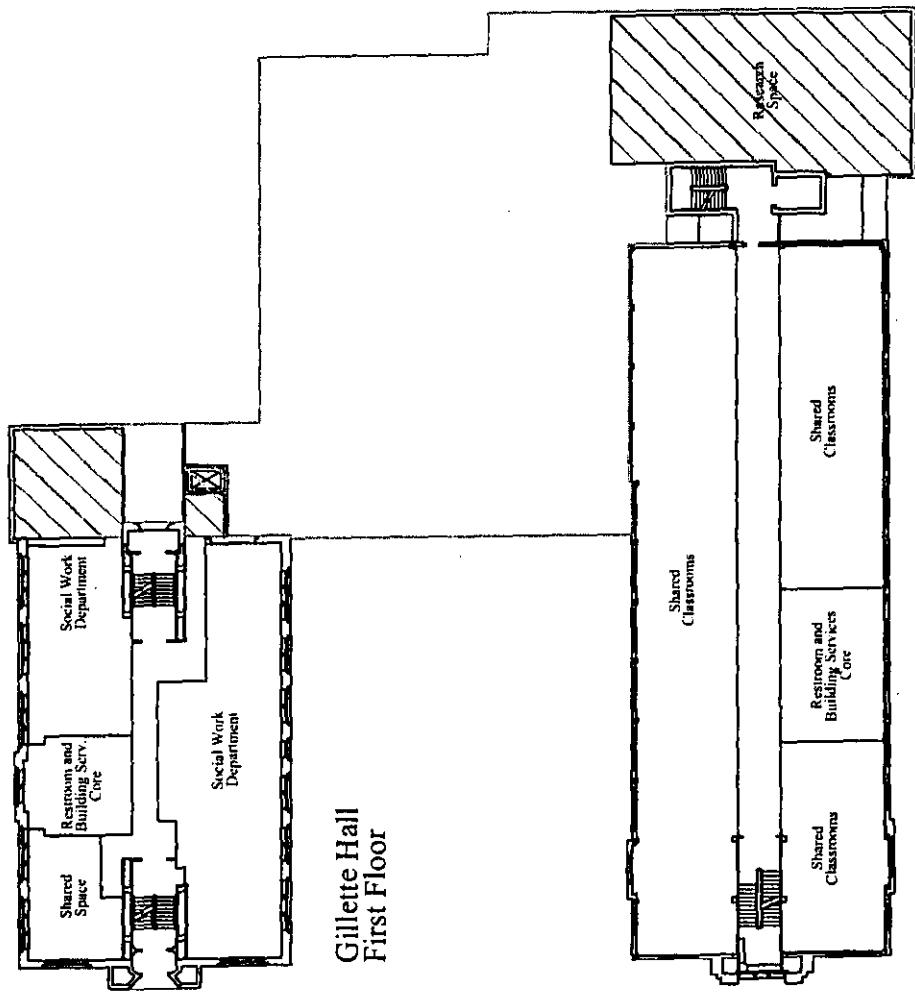 Social Work
Department
Restroom and
Building Serv.
Core
Shared
Space
Social Work
Department
Gillette Hall
First Floor
Research
Space
Shared
Classrooms
Shared
Classrooms
Restroom and
Building Services
Core
Shared
Classrooms